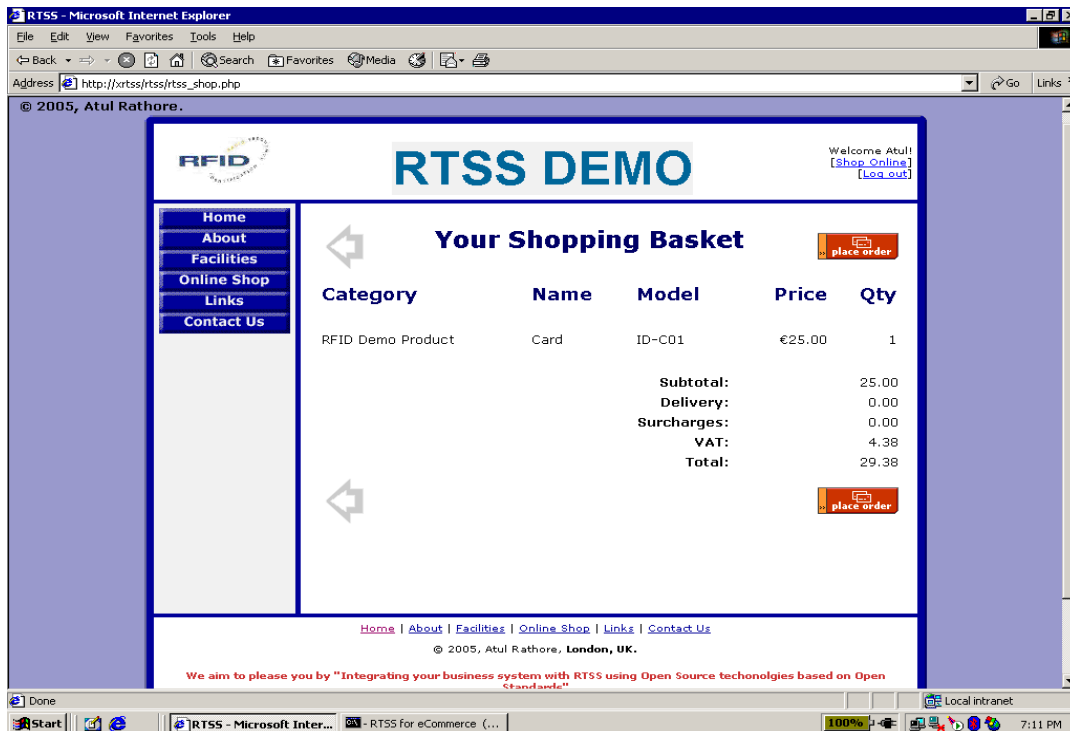 RTSS - Microsoft Internet Explorer
File Edit View Favorites Tools Help
Back Search Favorites Media
Address http://xrtss/rtss/rtss_shop.php Go Links
© 2005, Atul Rathore.
RFID
RTSS DEMO
Welcome Atul!
[Shop Online]
[Log out]
Home
About
Facilities
Online Shop
Links
Contact Us
Your Shopping Basket
place order
Category Name Model Price Qty
RFID Demo Product Card ID-C01 €25.00 1
Subtotal: 25.00
Delivery: 0.00
Surcharges: 0.00
VAT: 4.38
Total: 29.38
place order
Home | About | Facilities | Online Shop | Links | Contact Us
© 2005, Atul Rathore, London, UK.
We aim to please you by "Integrating your business system with RTSS using Open Source techonolgies based on Open
Standards"
Done Local intranet
Start RTSS - Microsoft Inter... - RTSS for eCommerce (... 100% 7:11 PM